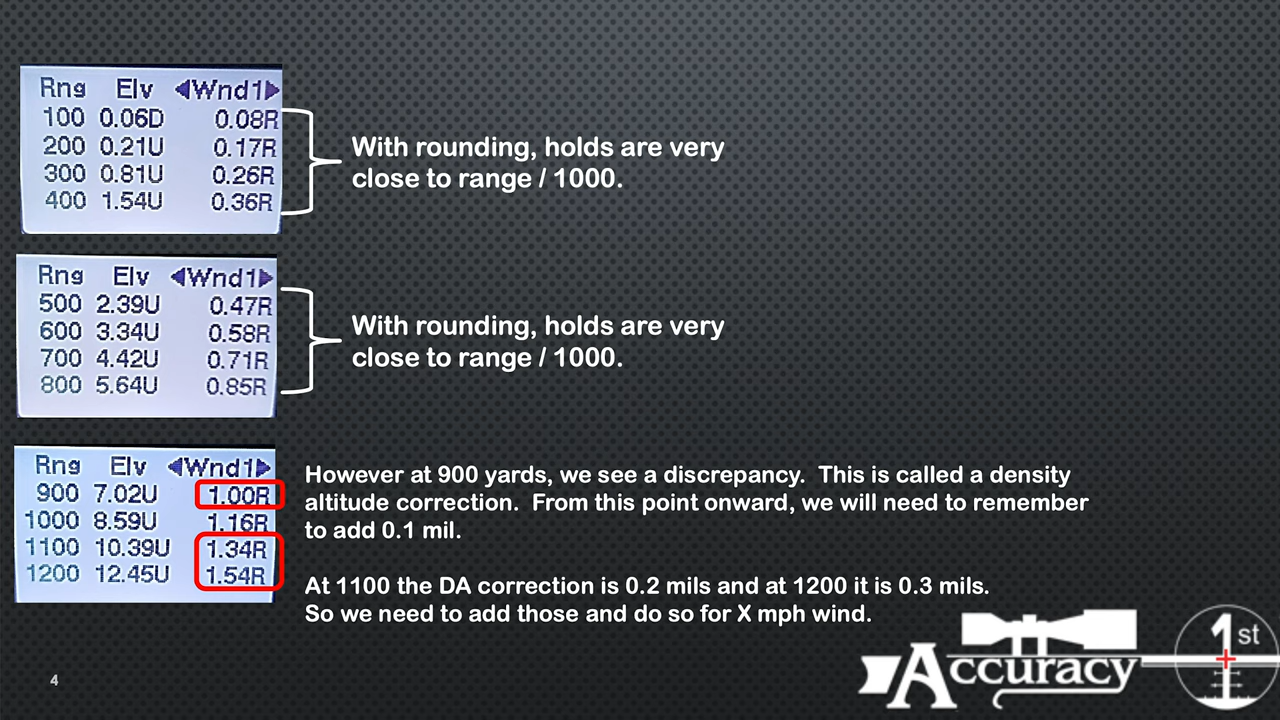 Rng Elv ◀Wnd1▶
100 0.06D 0.08R
200 0.21U 0.17R
300 0.81U 0.26R
400 1.54U 0.36R
With rounding, holds are very
close to range / 1000.
Rng Elv ◀Wnd1▶
500 2.39U 0.47R
600 3.34U 0.58R
700 4.42U 0.71R
800 5.64U 0.85R
With rounding, holds are very
close to range / 1000.
Rng Elv ◀Wnd1▶
900 7.02U 1.00R
1000 8.59U 1.16R
1100 10.39U 1.34R
1200 12.45U 1.54R
However at 900 yards, we see a discrepancy. This is called a density
altitude correction. From this point onward, we will need to remember
to add 0.1 mil.
At 1100 the DA correction is 0.2 mils and at 1200 it is 0.3 mils.
So we need to add those and do so for X mph wind.
Accuracy 1st
4